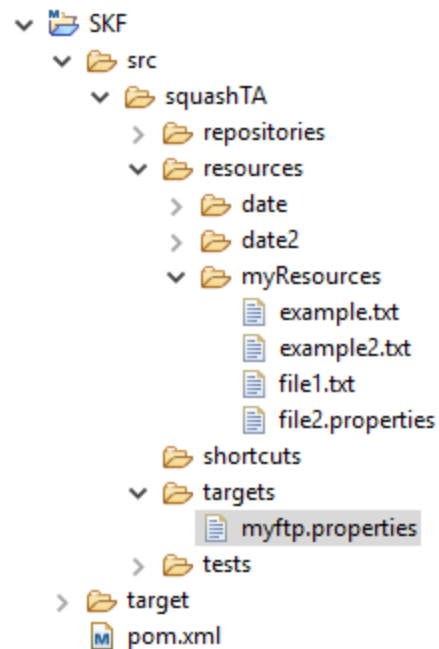 SKF
src
squashTA
repositories
resources
date
date2
myResources
example.txt
example2.txt
file1.txt
file2.properties
shortcuts
targets
myftp.properties
tests
target
pom.xml